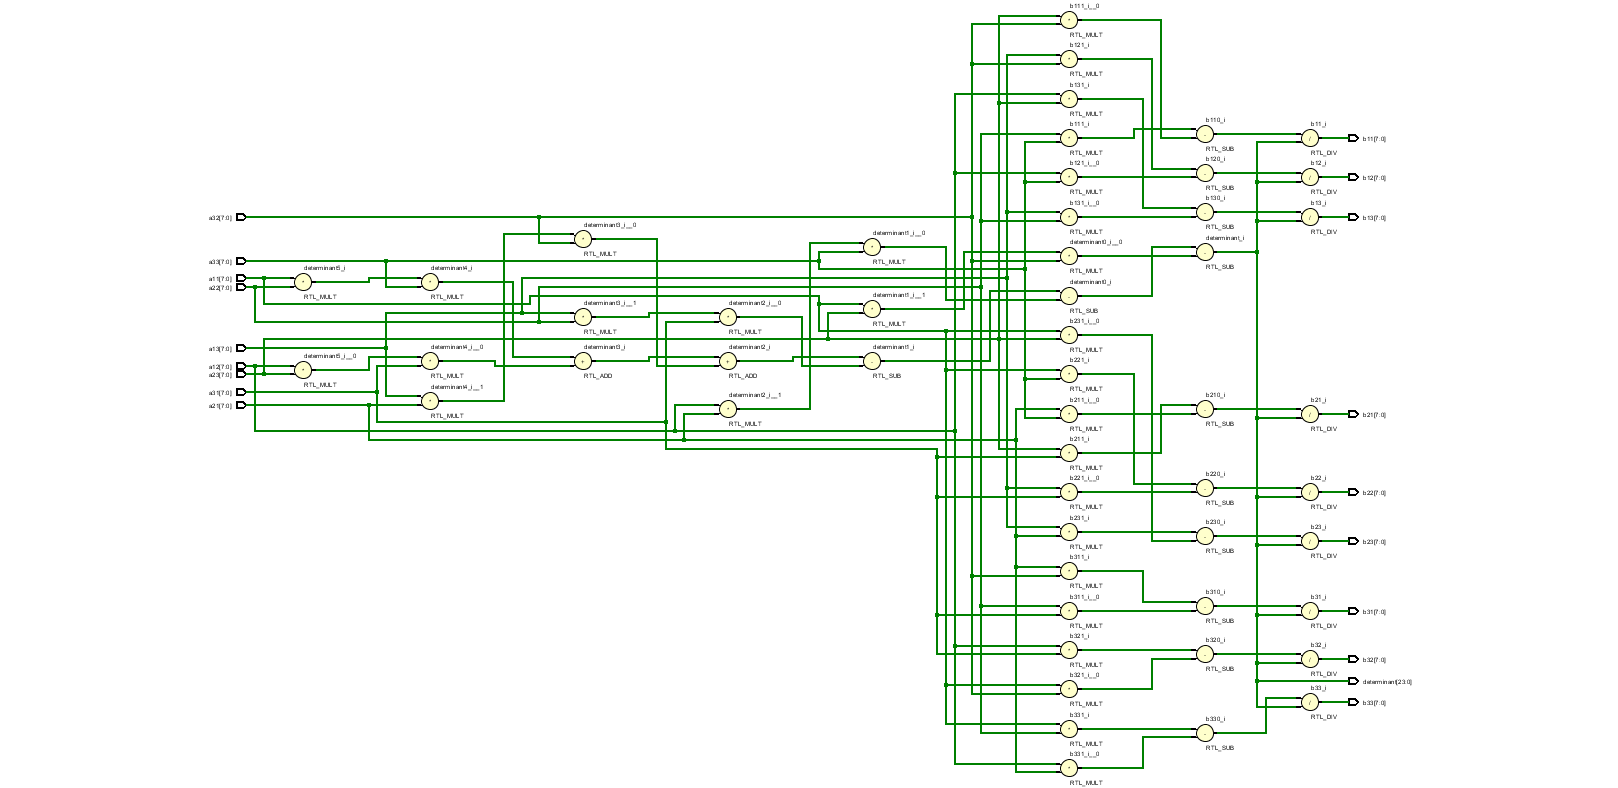 a32[7:0]
a33[7:0]
a11[7:0]
a22[7:0]
a13[7:0]
a12[7:0]
a23[7:0]
a31[7:0]
a21[7:0]
determinant5_i
RTL_MULT
determinant5_i__0
RTL_MULT
determinant4_i
RTL_MULT
determinant4_i__0
RTL_MULT
determinant4_i__1
RTL_MULT
determinant3_i__0
RTL_MULT
determinant3_i__1
RTL_MULT
determinant3_i
RTL_ADD
determinant2_i__0
RTL_MULT
determinant2_i
RTL_ADD
determinant2_i__1
RTL_MULT
determinant1_i__0
RTL_MULT
determinant1_i__1
RTL_MULT
determinant1_i
RTL_SUB
b111_i__0
RTL_MULT
b121_i
RTL_MULT
b131_i
RTL_MULT
b111_i
RTL_MULT
b121_i__0
RTL_MULT
b131_i__0
RTL_MULT
determinant0_i__0
RTL_MULT
determinant0_i
RTL_SUB
b231_i__0
RTL_MULT
b221_i
RTL_MULT
b211_i__0
RTL_MULT
b211_i
RTL_MULT
b221_i__0
RTL_MULT
b231_i
RTL_MULT
b311_i
RTL_MULT
b311_i__0
RTL_MULT
b321_i
RTL_MULT
b321_i__0
RTL_MULT
b331_i
RTL_MULT
b331_i__0
RTL_MULT
b110_i
RTL_SUB
b120_i
RTL_SUB
b130_i
RTL_SUB
determinant_i
RTL_SUB
b210_i
RTL_SUB
b220_i
RTL_SUB
b230_i
RTL_SUB
b310_i
RTL_SUB
b320_i
RTL_SUB
b330_i
RTL_SUB
b11_i
RTL_DIV
b12_i
RTL_DIV
b13_i
RTL_DIV
b21_i
RTL_DIV
b22_i
RTL_DIV
b23_i
RTL_DIV
b31_i
RTL_DIV
b32_i
RTL_DIV
b33_i
RTL_DIV
b11[7:0]
b12[7:0]
b13[7:0]
b21[7:0]
b22[7:0]
b23[7:0]
b31[7:0]
b32[7:0]
determinant[23:0]
b33[7:0]